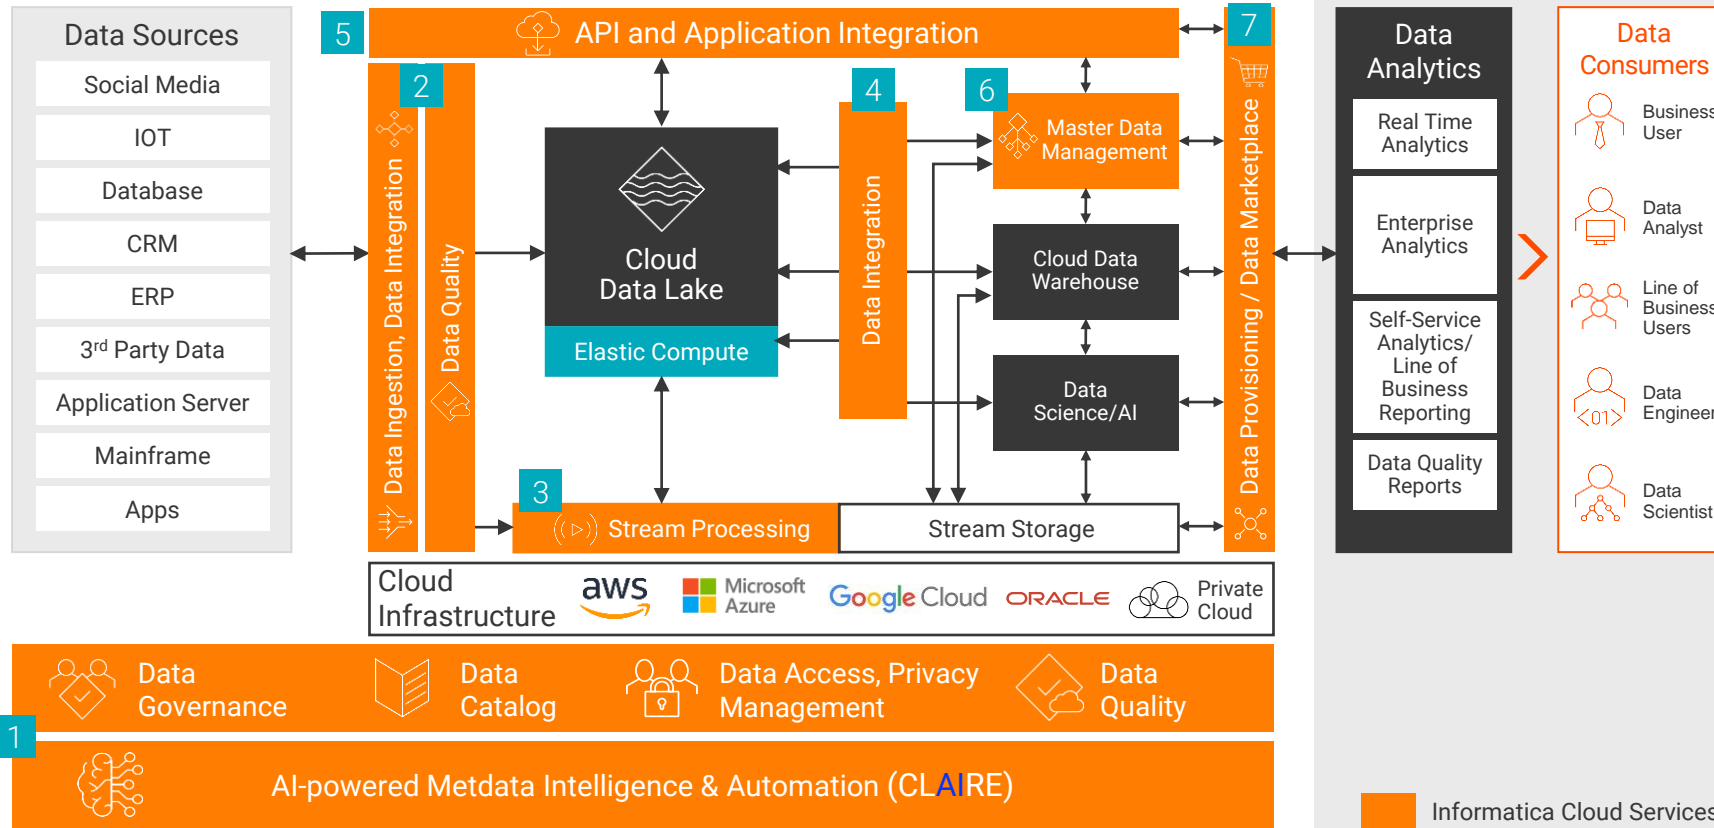 Data Sources
Social Media
IOT
Database
CRM
ERP
3rd Party Data
Application Server
Mainframe
Apps
5
API and Application Integration
7
2
Data Ingestion, Data Integration
Data Quality
Cloud
Data Lake
Elastic Compute
4
Data Integration
6
Master Data
Management
Cloud Data
Warehouse
Data
Science/AI
3
Stream Processing
Stream Storage
Data Provisioning / Data Marketplace
Data
Analytics
Real Time
Analytics
Enterprise
Analytics
Self-Service
Analytics/
Line of
Business
Reporting
Data Quality
Reports
Data
Consumers
Business
User
Data
Analyst
Line of
Business
Users
<01>
Data
Engineer
Data
Scientist
Cloud
Infrastructure
aws
Microsoft
Azure
Google Cloud
ORACLE
Private
Cloud
Data
Governance
Data
Catalog
Data Access, Privacy
Management
Data
Quality
1
AI-powered Metdata Intelligence & Automation (CLAIRE)
Informatica Cloud Services